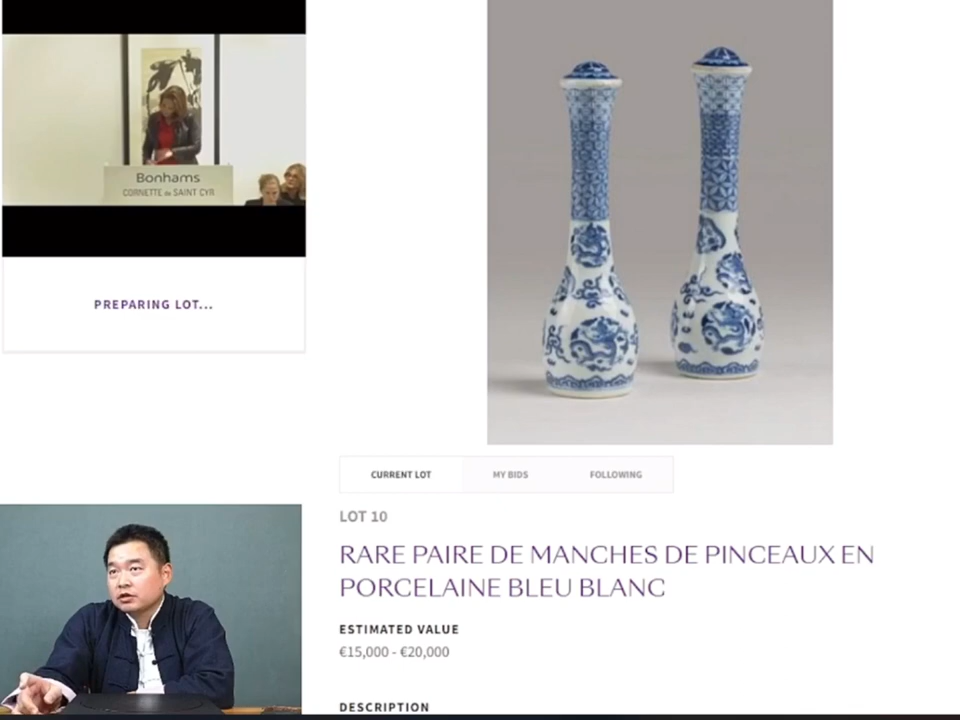 Bonhams
CORNETTE de SAINT CYR
PREPARING LOT...
CURRENT LOT
MY BIDS
FOLLOWING
LOT 10
RARE PAIRE DE MANCHES DE PINCEAUX EN
PORCELAINE BLEU BLANC
ESTIMATED VALUE
€15,000 - €20,000
DESCRIPTION